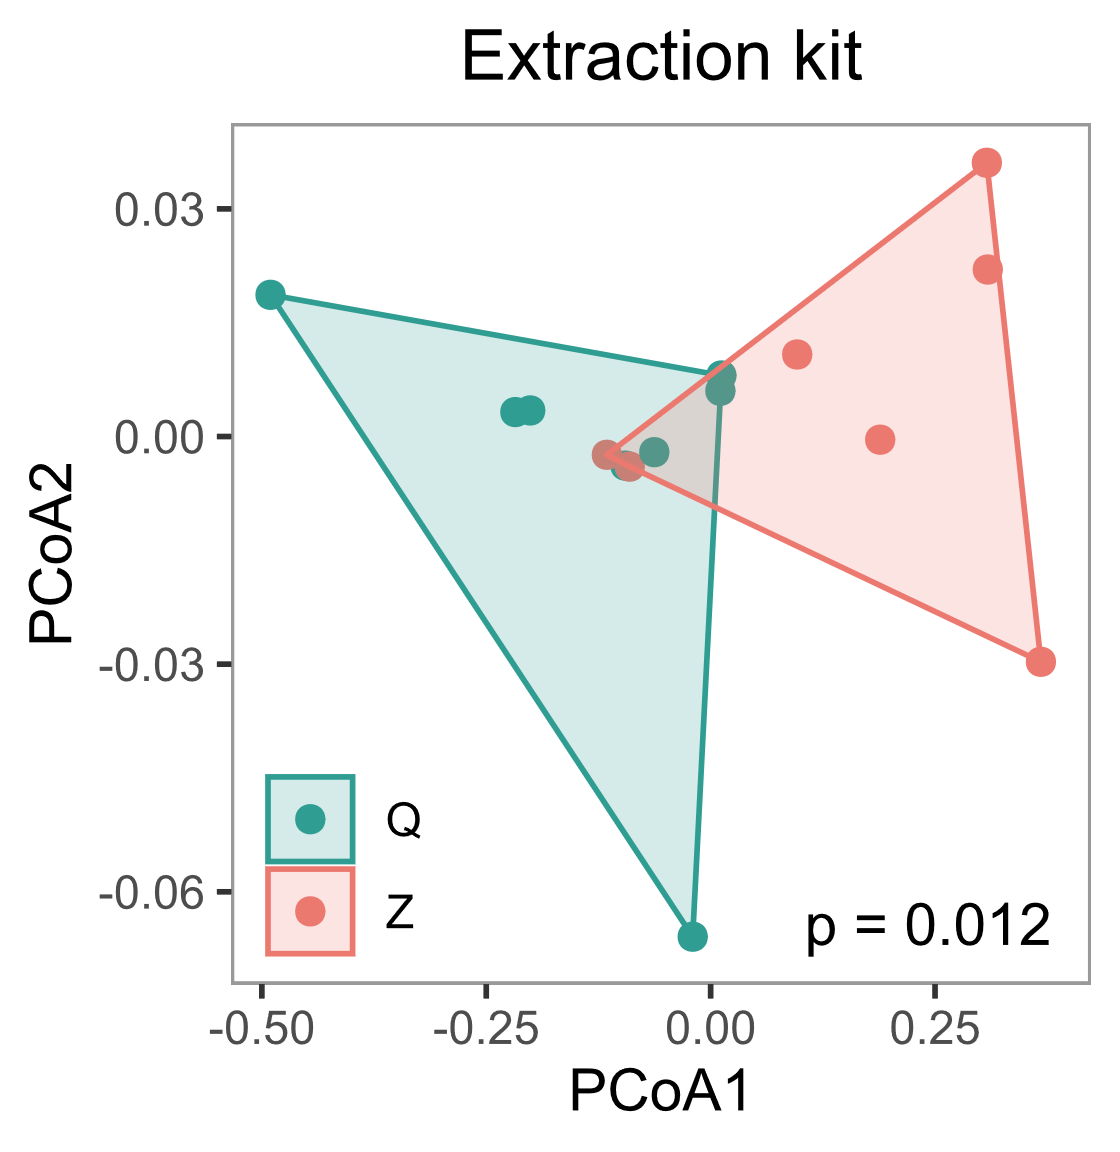 Extraction kit
0.03
0.00
-0.03
-0.06
PCoA2
Q
Z
p = 0.012
-0.50 -0.25 0.00 0.25
PCoA1